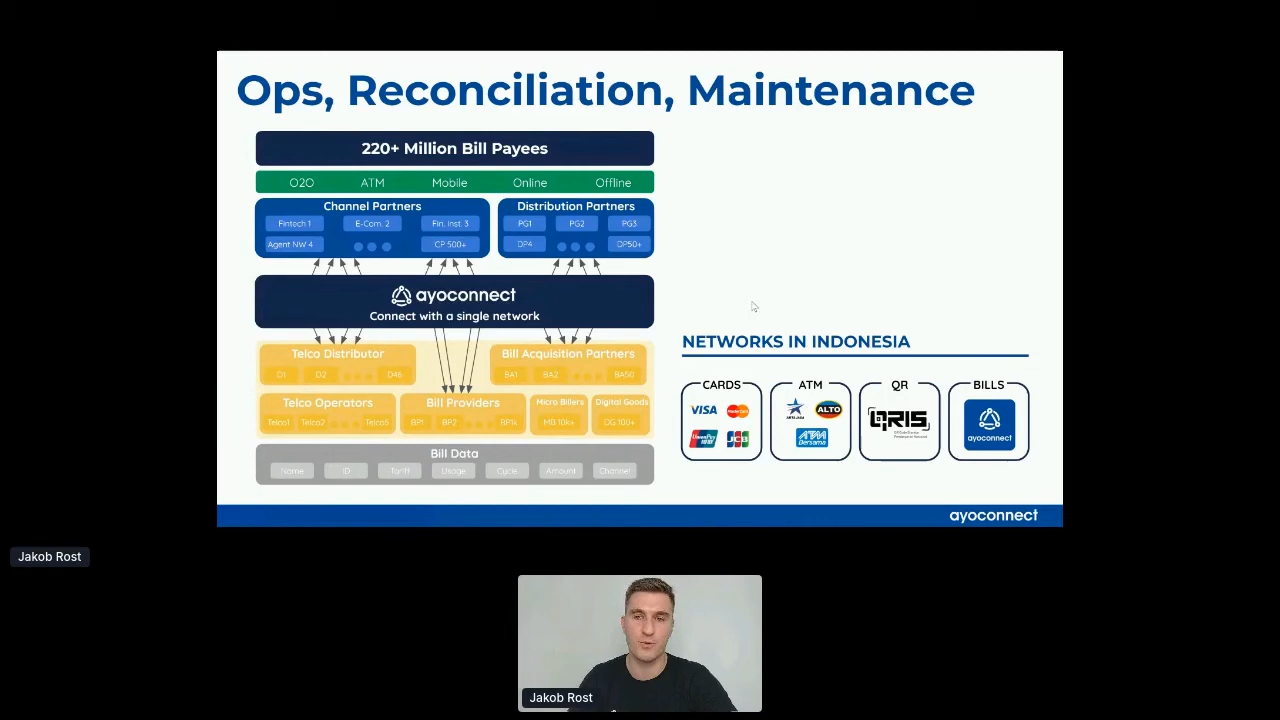 Ops, Reconciliation, Maintenance
220+ Million Bill Payees
O2O ATM Mobile Online Offline
Channel Partners
Fintech 1 E-Com. 2 Fin. Inst. 3
Agent NW 4 CP 500+
Distribution Partners
PG1 PG2 PG3
DP4 DP50+
ayoconnect
Connect with a single network
Telco Distributor
D1 D2 D46
Bill Acquisition Partners
BA1 BA2 BA50
Telco Operators
Telco1 Telco2 Telco5
Bill Providers
BP1 BP2 BP1k
Micro Billers
MB 10k+
Digital Goods
DG 100+
Bill Data
Name ID Tariff Usage Cycle Amount Channel
NETWORKS IN INDONESIA
CARDS
VISA MasterCard
UnionPay JCB
ATM
ALTO
ATM Bersama
QR
QRIS
BILLS
ayoconnect
ayoconnect
Jakob Rost
Jakob Rost